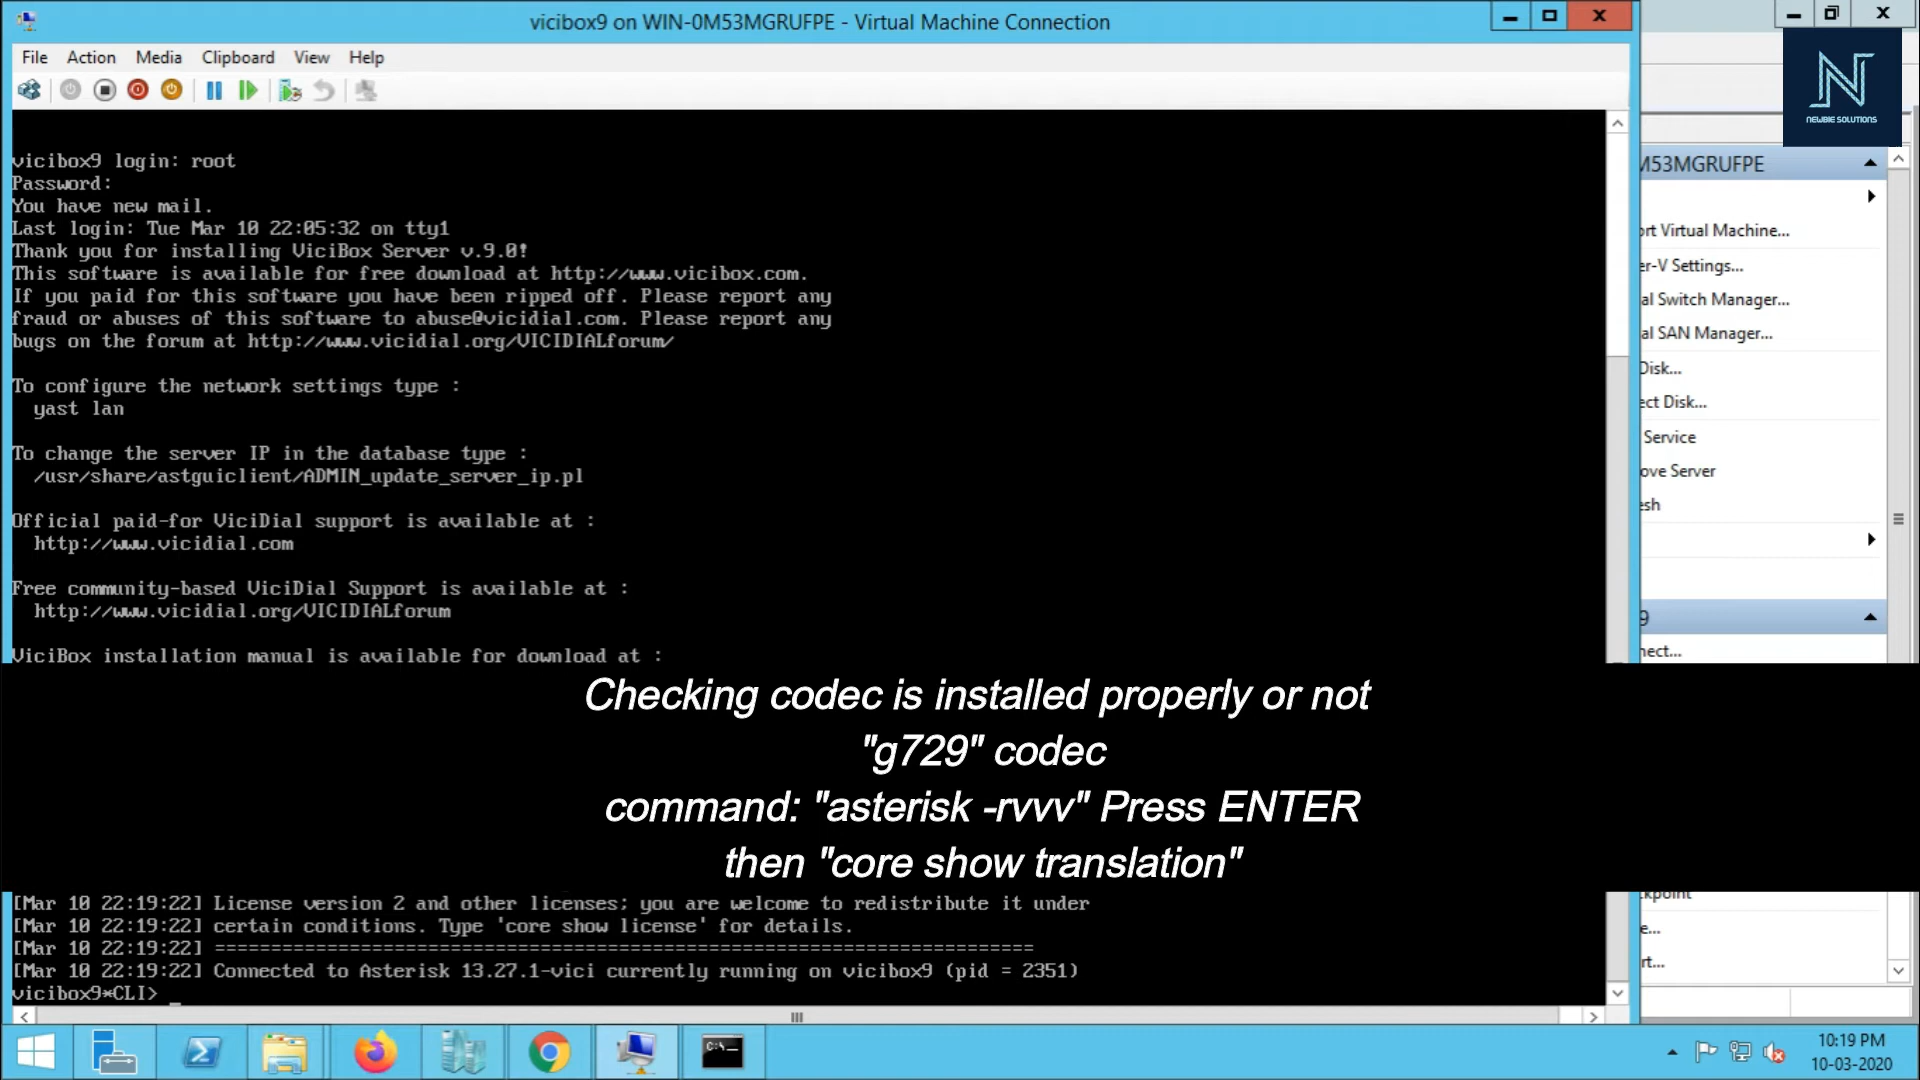 vicibox9 on WIN-0M53MGRUFPE - Virtual Machine Connection
File Action Media Clipboard View Help
N
NEWBIE SOLUTIONS
vicibox9 login: root
Password:
You have new mail.
Last login: Tue Mar 10 22:05:32 on tty1
Thank you for installing ViciBox Server v.9.0!
This software is available for free download at http://www.vicibox.com.
If you paid for this software you have been ripped off. Please report any
fraud or abuses of this software to abuse@vicidial.com. Please report any
bugs on the forum at http://www.vicidial.org/VICIDIALforum/
To configure the network settings type :
yast lan
To change the server IP in the database type :
/usr/share/astguiclient/ADMIN_update_server_ip.pl
Official paid-for ViciDial support is available at :
http://www.vicidial.com
Free community-based ViciDial Support is available at :
http://www.vicidial.org/VICIDIALforum
ViciBox installation manual is available for download at :
M53MGRUFPE
ort Virtual Machine...
er-V Settings...
al Switch Manager...
al SAN Manager...
Disk...
ect Disk...
Service
ove Server
esh
9
nect...
Checking codec is installed properly or not
"g729" codec
command: "asterisk -rvvv" Press ENTER
then "core show translation"
[Mar 10 22:19:22] License version 2 and other licenses; you are welcome to redistribute it under
[Mar 10 22:19:22] certain conditions. Type 'core show license' for details.
[Mar 10 22:19:22] =========================================================================
[Mar 10 22:19:22] Connected to Asterisk 13.27.1-vici currently running on vicibox9 (pid = 2351)
vicibox9*CLI> _
kpoint
e...
rt...
C:\_
10:19 PM
10-03-2020